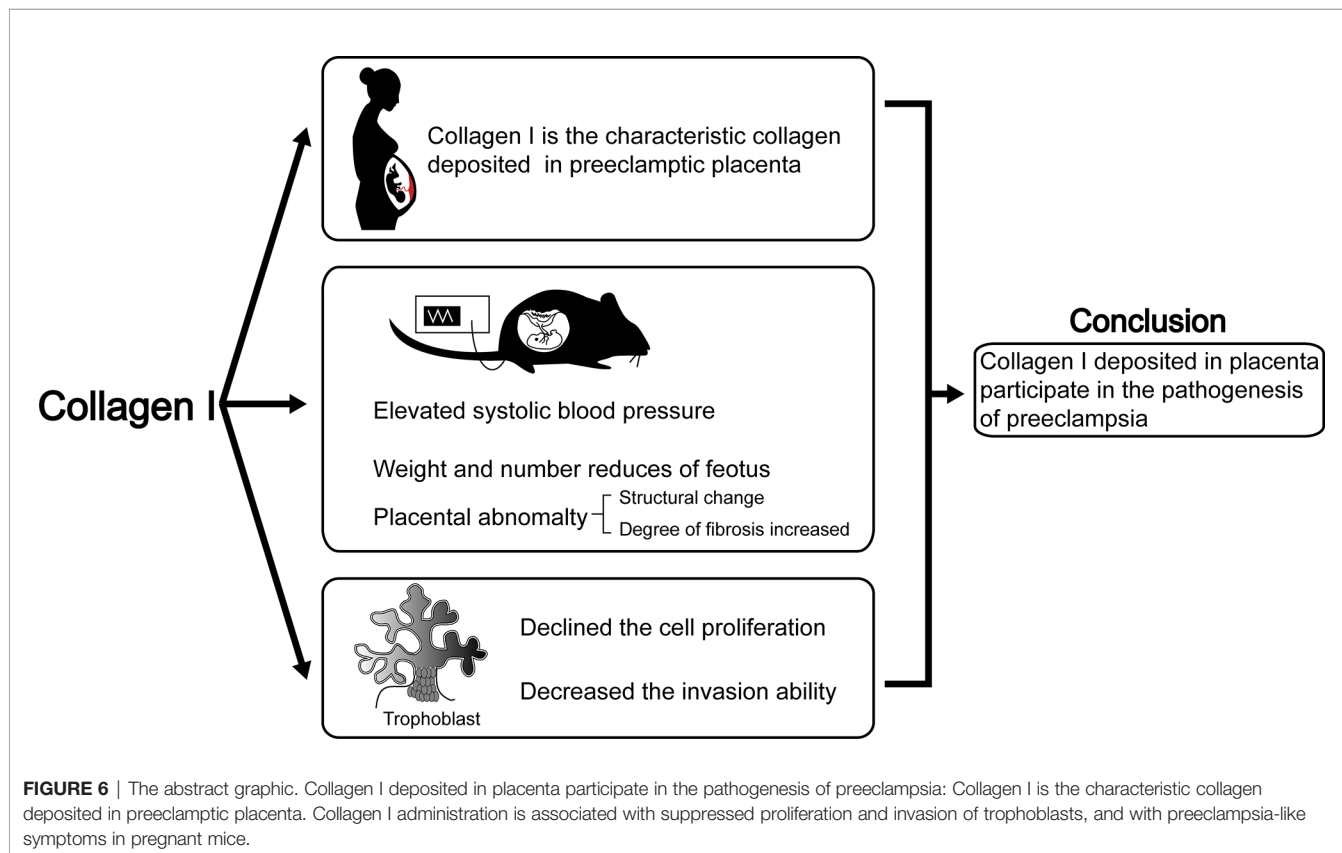 Collagen I is the characteristic collagen
deposited in preeclamptic placenta
Collagen I
Elevated systolic blood pressure
Weight and number reduces of feotus
Placental abnomalty
Structural change
Degree of fibrosis increased
Trophoblast
Declined the cell proliferation
Decreased the invasion ability
Conclusion
Collagen I deposited in placenta
participate in the pathogenesis
of preeclampsia
FIGURE 6 | The abstract graphic. Collagen I deposited in placenta participate in the pathogenesis of preeclampsia: Collagen I is the characteristic collagen
deposited in preeclamptic placenta. Collagen I administration is associated with suppressed proliferation and invasion of trophoblasts, and with preeclampsia-like
symptoms in pregnant mice.